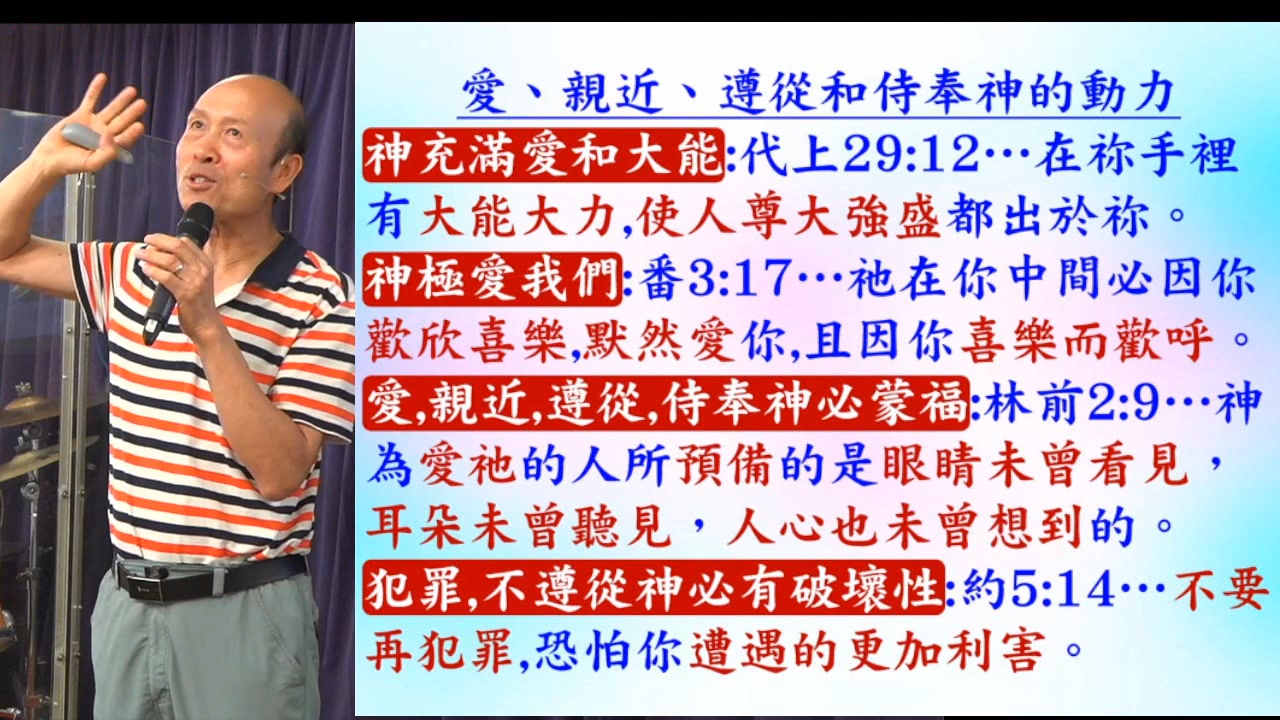 愛、親近、遵從和侍奉神的動力
神充滿愛和大能:代上29:12…在祢手裡
有大能大力,使人尊大強盛都出於祢。
神極愛我們:番3:17…祂在你中間必因你
歡欣喜樂,默然愛你,且因你喜樂而歡呼。
愛,親近,遵從,侍奉神必蒙福:林前2:9…神
為愛祂的人所預備的是眼睛未曾看見，
耳朵未曾聽見，人心也未曾想到的。
犯罪,不遵從神必有破壞性:約5:14…不要
再犯罪,恐怕你遭遇的更加利害。